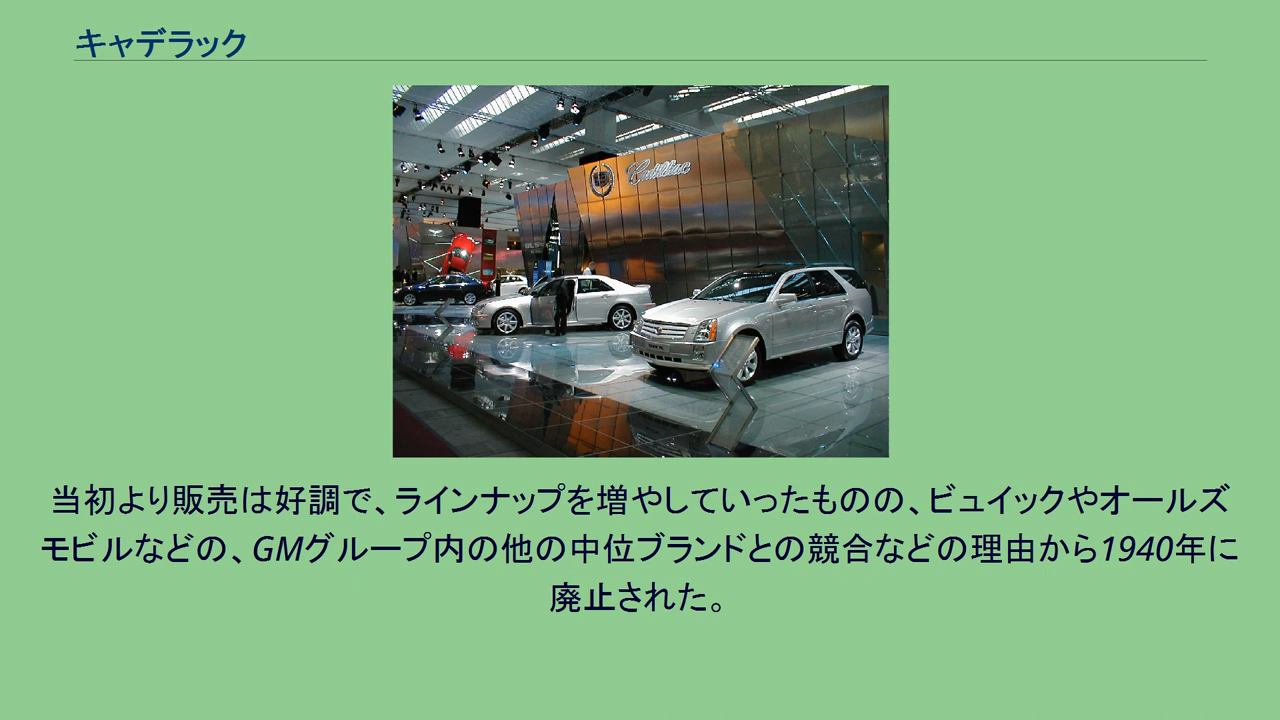 キャデラック
Cadillac
当初より販売は好調で、ラインナップを増やしていったものの、ビュイックやオールズ
モビルなどの、GMグループ内の他の中位ブランドとの競合などの理由から1940年に
廃止された。